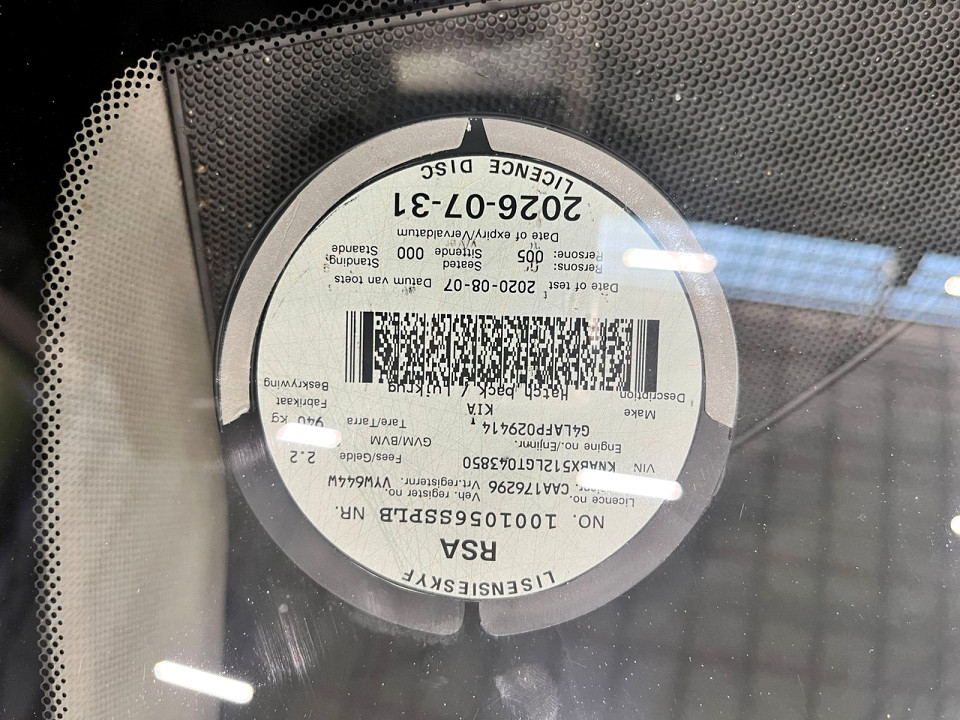 LISENSIESKYF
RSA
NO. 1001056SSPLB NR.
Licence no. Veh. register no.
CAA176296 Vrt.registernr. VYW644W
VIN KNABX512LGT043850 Fees/Gelde 2.2
Engine no./Enjinnr. GVM/BVM
G4LAFP029414 Tare/Tarra 940 kg
Make KIA Fabrikaat
Description Hatch back / Luikrug Beskrywing
Date of test 2020-08-07 Datum van toets
Persons: Seated Standing
Persone: 005 Sittende 000 Staande
Date of expiry/Vervaldatum
2026-07-31
LICENCE DISC